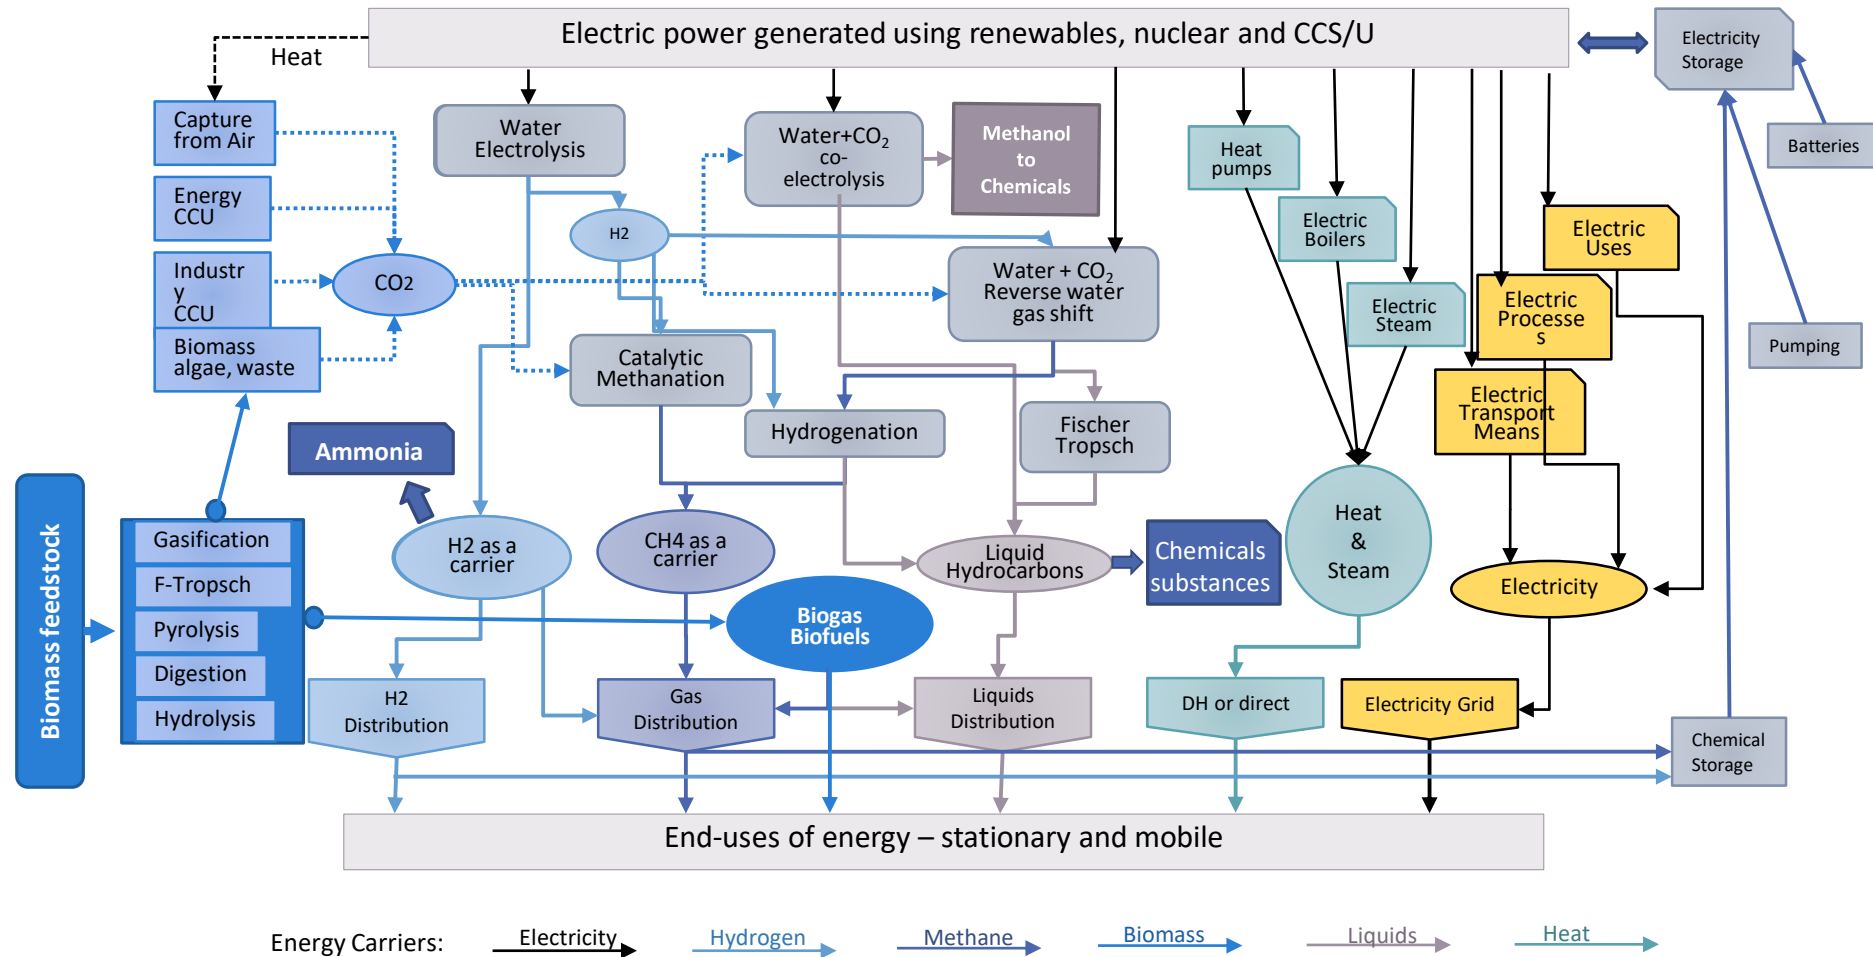 Electric power generated using renewables, nuclear and CCS/U
Electricity
Storage
Heat
Capture
from Air
Water
Electrolysis
Water+CO₂
co-
electrolysis
Methanol
to
Chemicals
Heat
pumps
Batteries
Energy
CCU
H2
Electric
Boilers
Electric
Uses
Industr
y
CCU
CO2
Water + CO₂
Reverse water
gas shift
Electric
Steam
Electric
Processe
s
Biomass
algae, waste
Catalytic
Methanation
Pumping
Electric
Transport
Means
Hydrogenation
Fischer
Tropsch
Ammonia
Biomass feedstock
Gasification
F-Tropsch
Pyrolysis
Digestion
Hydrolysis
H2 as a
carrier
CH4 as a
carrier
Liquid
Hydrocarbons
Chemicals
substances
Heat
&
Steam
Electricity
Biogas
Biofuels
H2
Distribution
Gas
Distribution
Liquids
Distribution
DH or direct
Electricity Grid
Chemical
Storage
End-uses of energy – stationary and mobile
Energy Carriers:
Electricity
Hydrogen
Methane
Biomass
Liquids
Heat